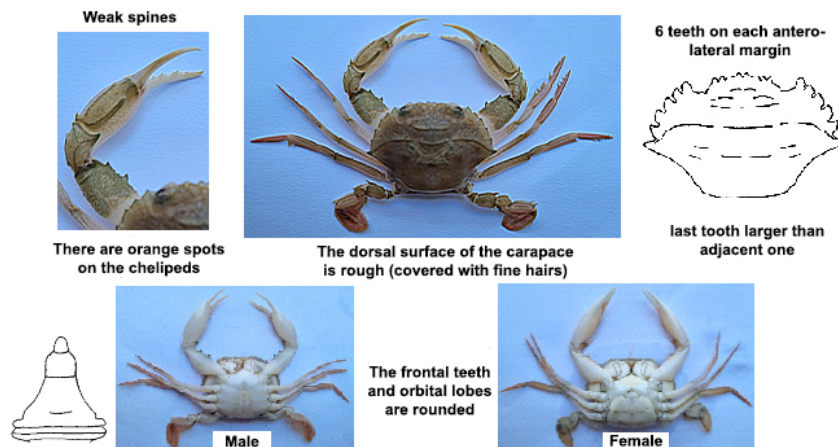 Weak spines
6 teeth on each antero-
lateral margin
There are orange spots
on the chelipeds
The dorsal surface of the carapace
is rough (covered with fine hairs)
last tooth larger than
adjacent one
The frontal teeth
and orbital lobes
are rounded
Male
Female